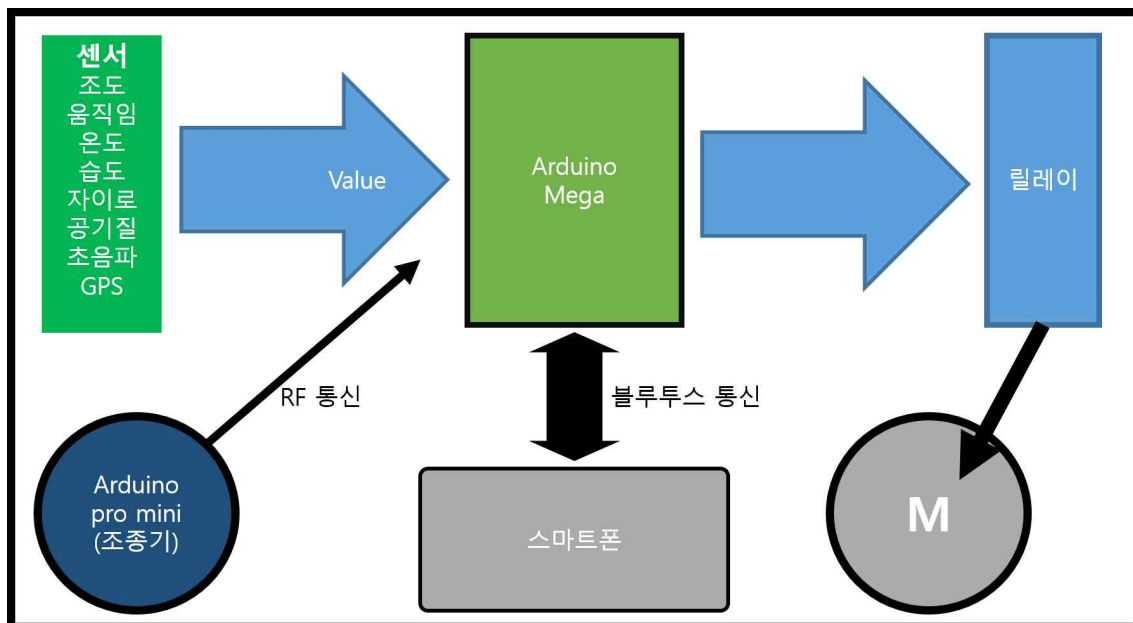 센서
조도
움직임
온도
습도
자이로
공기질
초음파
GPS
Value
Arduino
Mega
릴레이
RF 통신
블루투스 통신
Arduino
pro mini
(조종기)
스마트폰
M